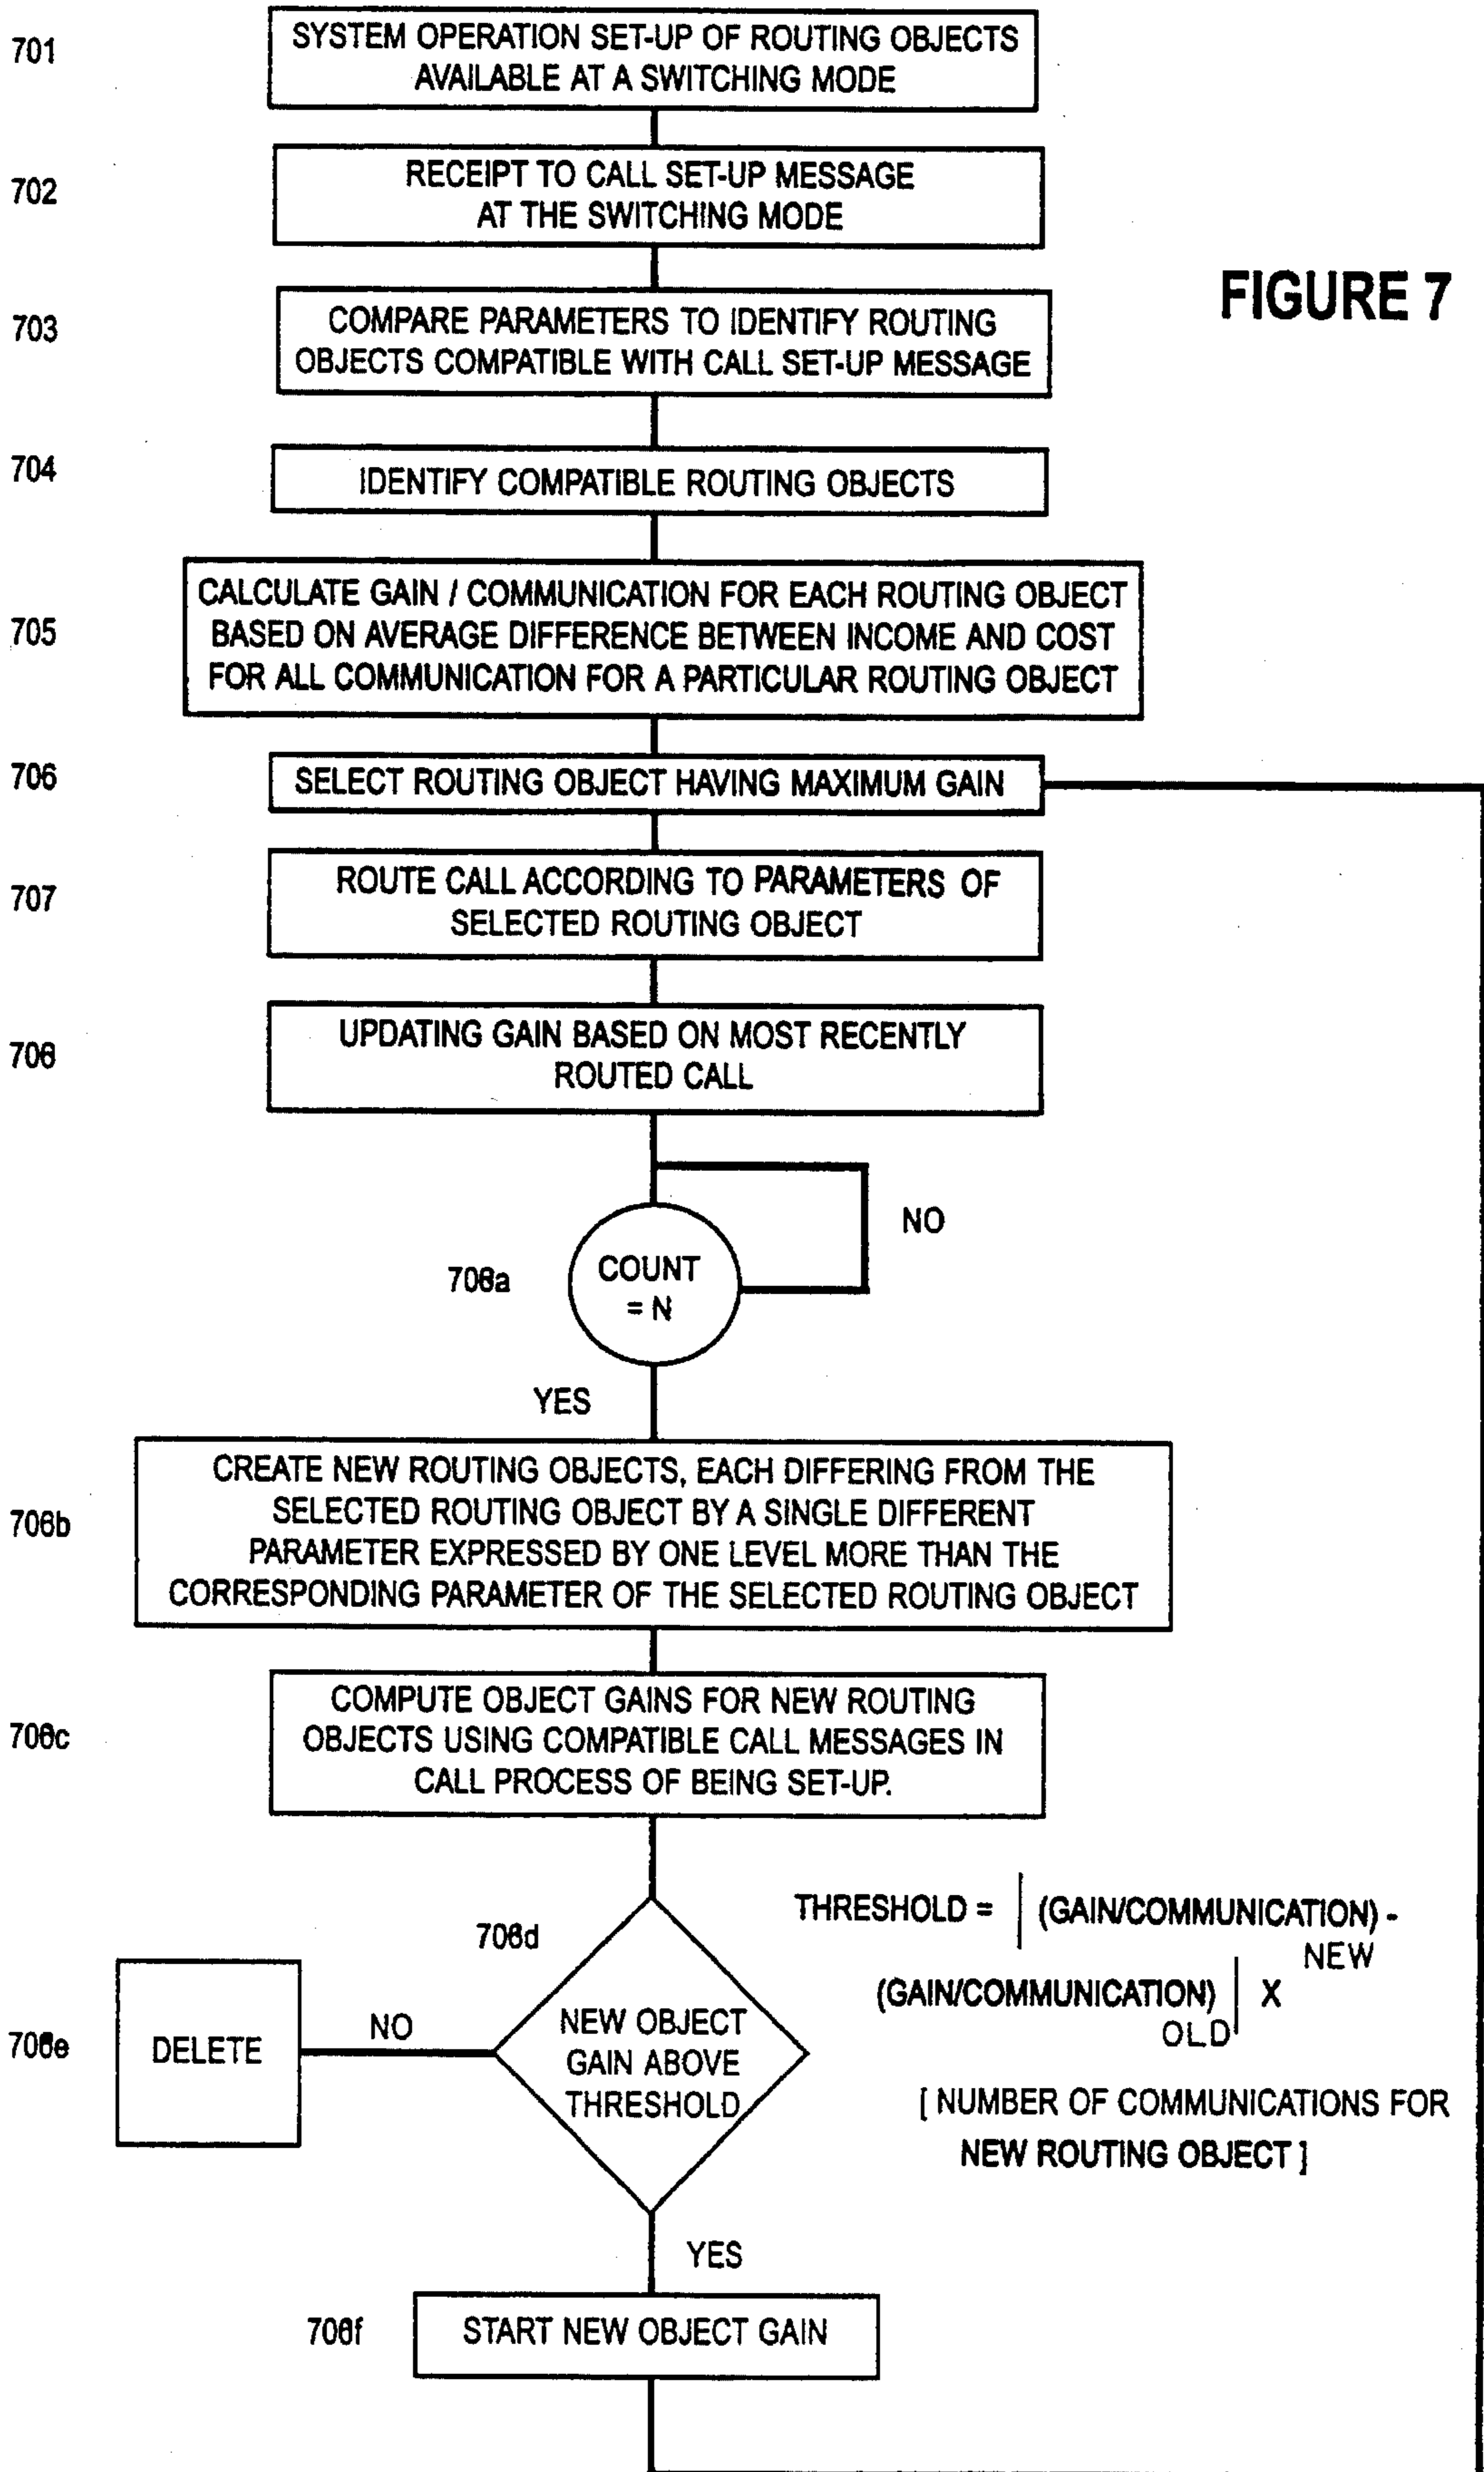 701
SYSTEM OPERATION SET-UP OF ROUTING OBJECTS
AVAILABLE AT A SWITCHING MODE
702
RECEIPT TO CALL SET-UP MESSAGE
AT THE SWITCHING MODE
FIGURE 7
703
COMPARE PARAMETERS TO IDENTIFY ROUTING
OBJECTS COMPATIBLE WITH CALL SET-UP MESSAGE
704
IDENTIFY COMPATIBLE ROUTING OBJECTS
705
CALCULATE GAIN / COMMUNICATION FOR EACH ROUTING OBJECT
BASED ON AVERAGE DIFFERENCE BETWEEN INCOME AND COST
FOR ALL COMMUNICATION FOR A PARTICULAR ROUTING OBJECT
706
SELECT ROUTING OBJECT HAVING MAXIMUM GAIN
707
ROUTE CALL ACCORDING TO PARAMETERS OF
SELECTED ROUTING OBJECT
708
UPDATING GAIN BASED ON MOST RECENTLY
ROUTED CALL
NO
708a
COUNT
= N
YES
708b
CREATE NEW ROUTING OBJECTS, EACH DIFFERING FROM THE
SELECTED ROUTING OBJECT BY A SINGLE DIFFERENT
PARAMETER EXPRESSED BY ONE LEVEL MORE THAN THE
CORRESPONDING PARAMETER OF THE SELECTED ROUTING OBJECT
708c
COMPUTE OBJECT GAINS FOR NEW ROUTING
OBJECTS USING COMPATIBLE CALL MESSAGES IN
CALL PROCESS OF BEING SET-UP.
708d
NEW OBJECT
GAIN ABOVE
THRESHOLD
THRESHOLD = | (GAIN/COMMUNICATION) -
NEW
(GAIN/COMMUNICATION) | X
OLD
[ NUMBER OF COMMUNICATIONS FOR
NEW ROUTING OBJECT ]
NO
708e
DELETE
YES
708f
START NEW OBJECT GAIN